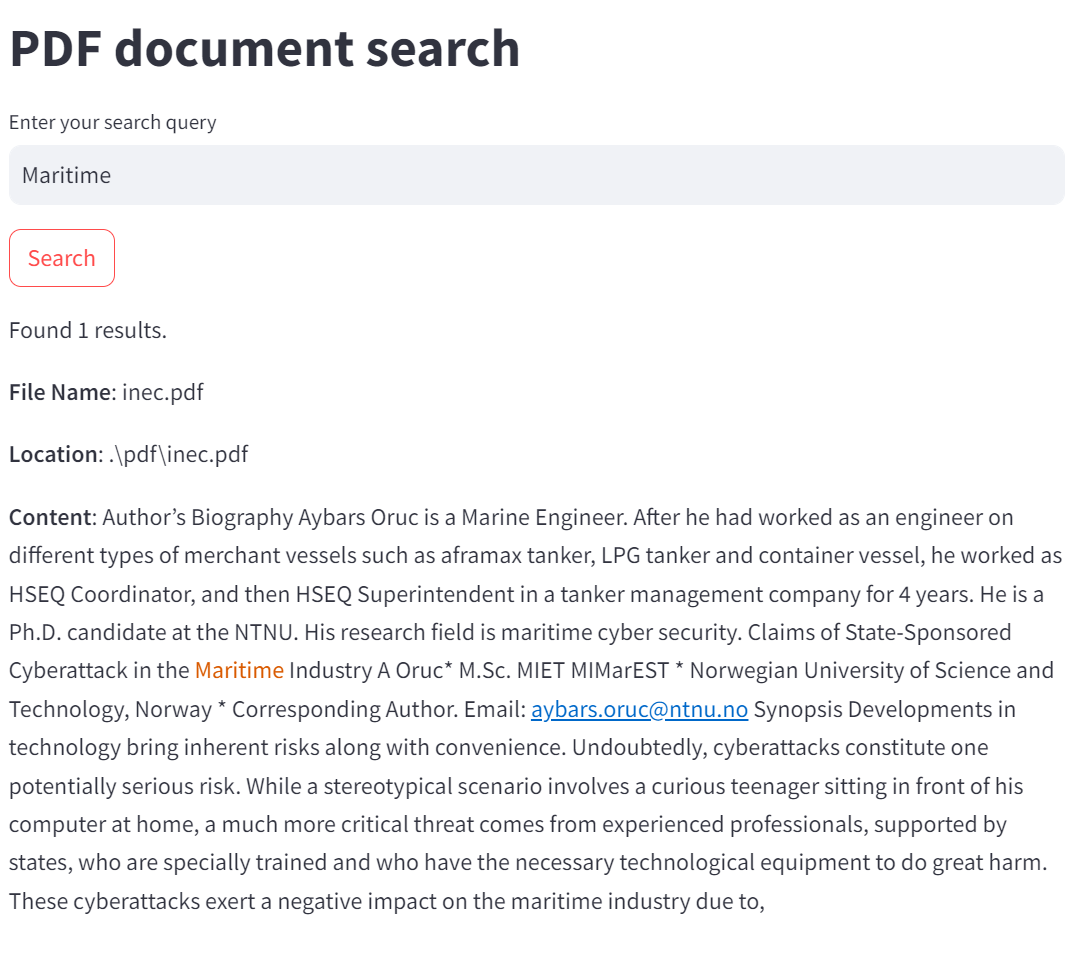 PDF document search
Enter your search query
Maritime
Search
Found 1 results.
File Name: inec.pdf
Location: .\pdf\inec.pdf
Content: Author’s Biography Aybars Oruc is a Marine Engineer. After he had worked as an engineer on
different types of merchant vessels such as aframax tanker, LPG tanker and container vessel, he worked as
HSEQ Coordinator, and then HSEQ Superintendent in a tanker management company for 4 years. He is a
Ph.D. candidate at the NTNU. His research field is maritime cyber security. Claims of State-Sponsored
Cyberattack in the Maritime Industry A Oruc* M.Sc. MIET MIMarEST * Norwegian University of Science and
Technology, Norway * Corresponding Author. Email: aybars.oruc@ntnu.no Synopsis Developments in
technology bring inherent risks along with convenience. Undoubtedly, cyberattacks constitute one
potentially serious risk. While a stereotypical scenario involves a curious teenager sitting in front of his
computer at home, a much more critical threat comes from experienced professionals, supported by
states, who are specially trained and who have the necessary technological equipment to do great harm.
These cyberattacks exert a negative impact on the maritime industry due to,